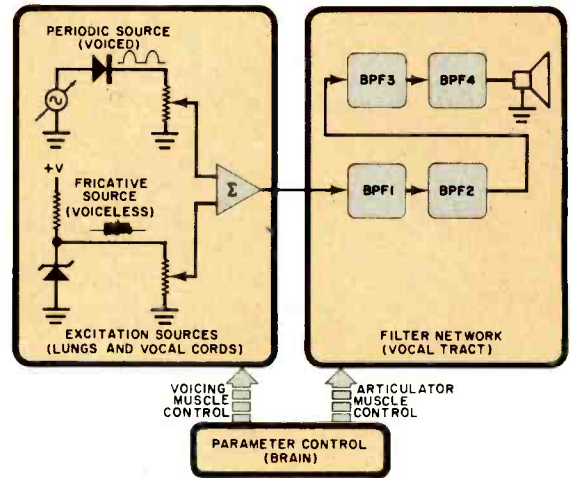 PERIODIC SOURCE
(VOICED)
+V
FRICATIVE
SOURCE
(VOICELESS)
Σ
EXCITATION SOURCES
(LUNGS AND VOCAL CORDS)
BPF3
BPF4
BPF1
BPF2
FILTER NETWORK
(VOCAL TRACT)
VOICING
MUSCLE
CONTROL
ARTICULATOR
MUSCLE
CONTROL
PARAMETER CONTROL
(BRAIN)